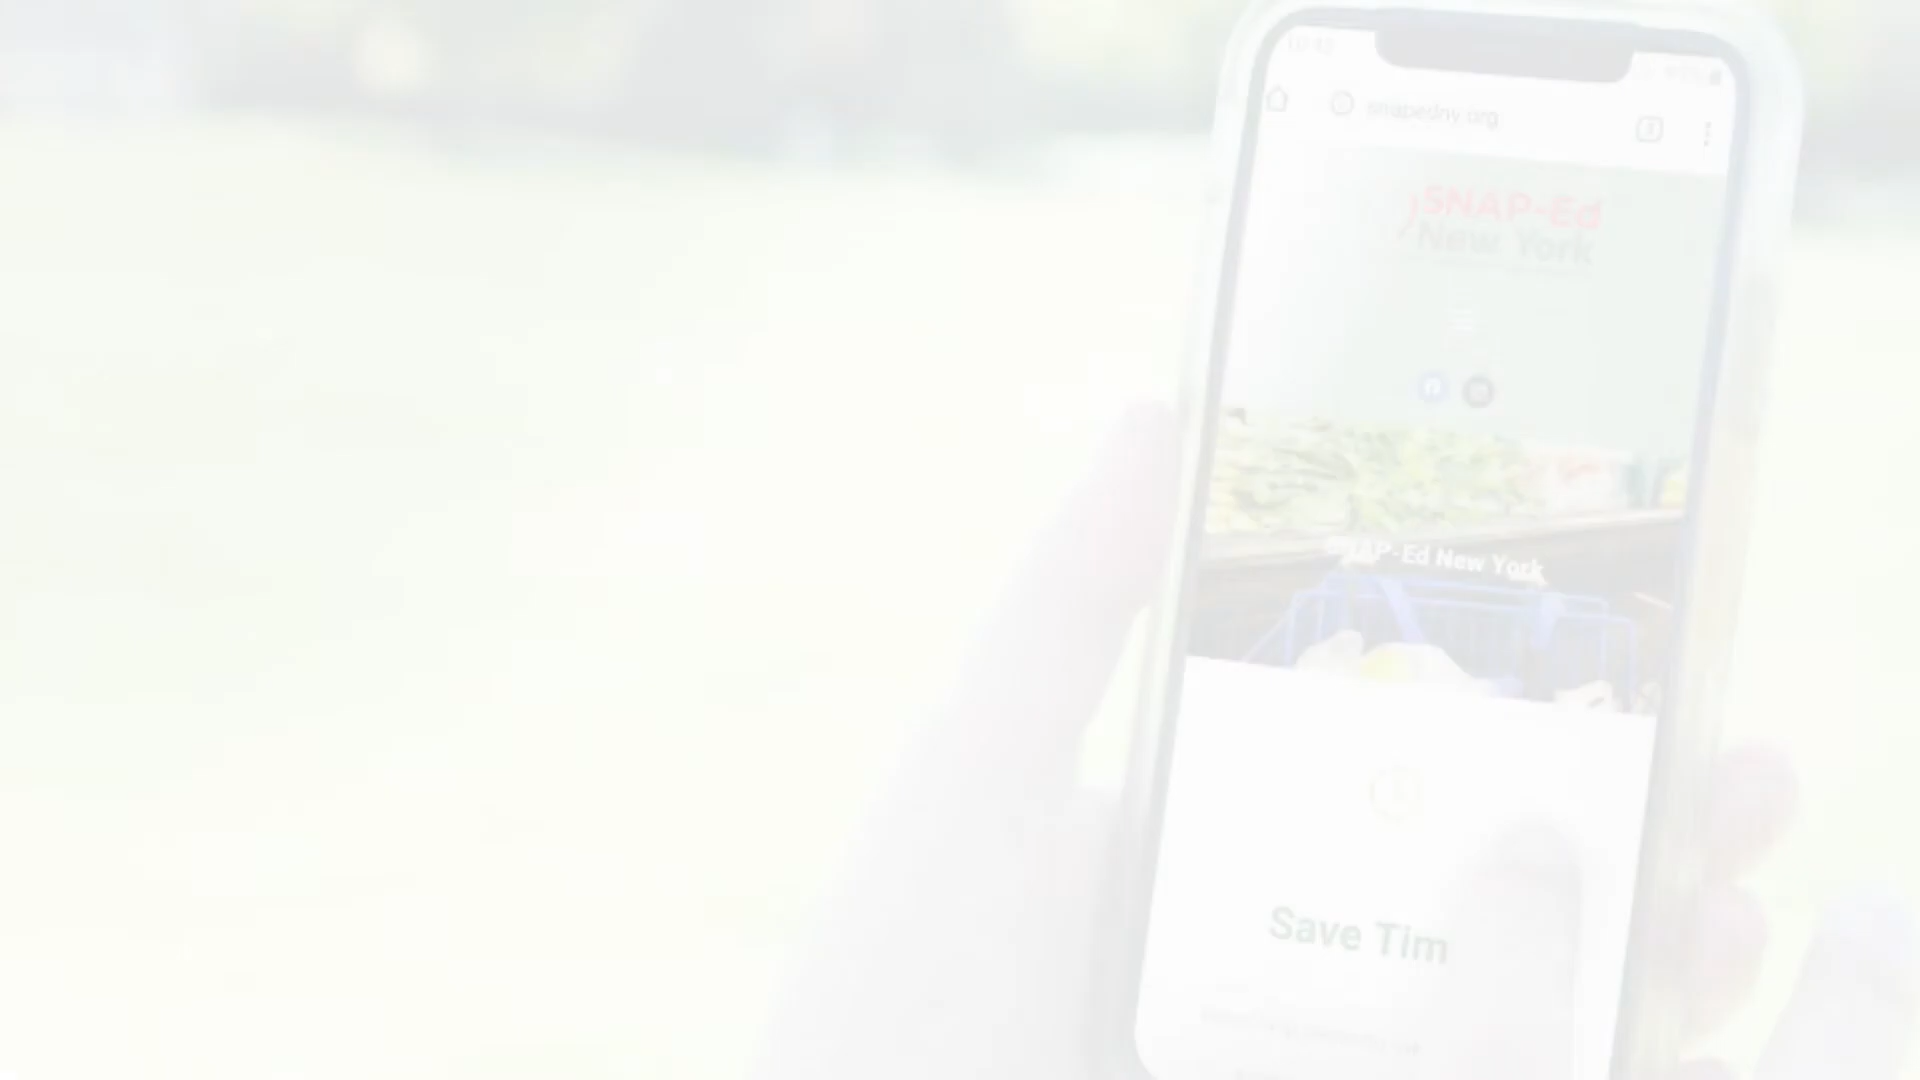 snapedny.org
SNAP-Ed
New York
SNAP-Ed New York
Save Tim